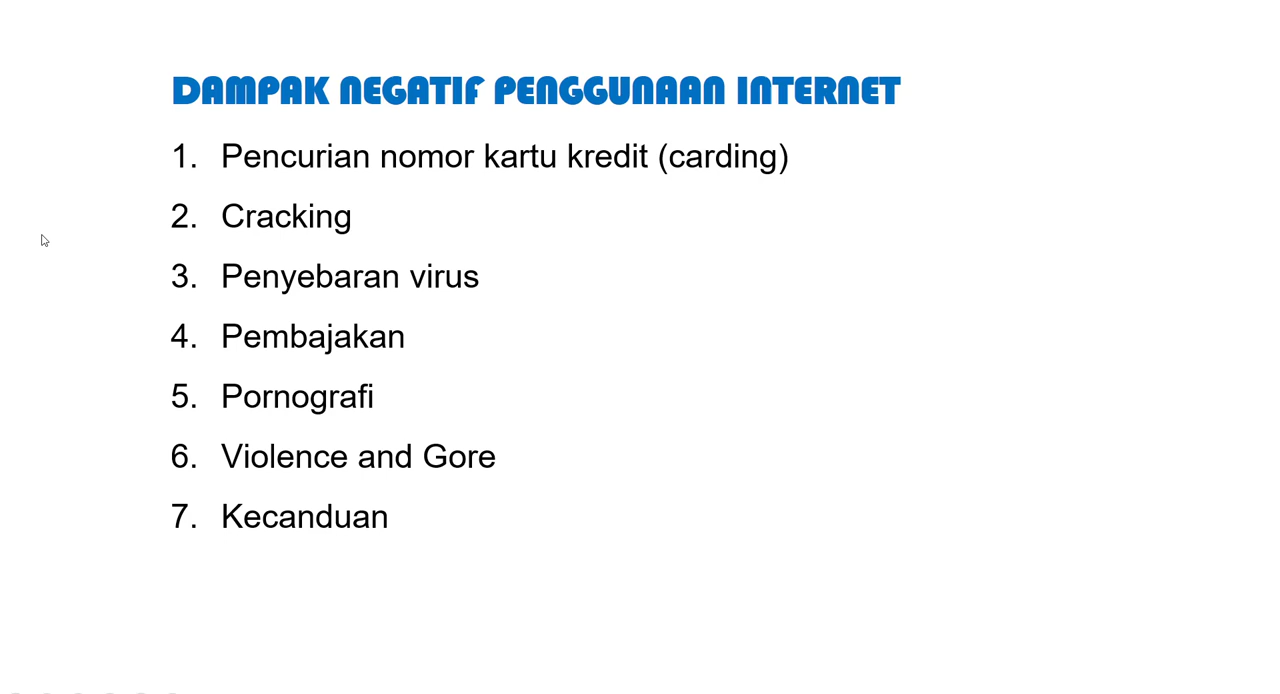 DAMPAK NEGATIF PENGGUNAAN INTERNET
1. Pencurian nomor kartu kredit (carding)
2. Cracking
3. Penyebaran virus
4. Pembajakan
5. Pornografi
6. Violence and Gore
7. Kecanduan